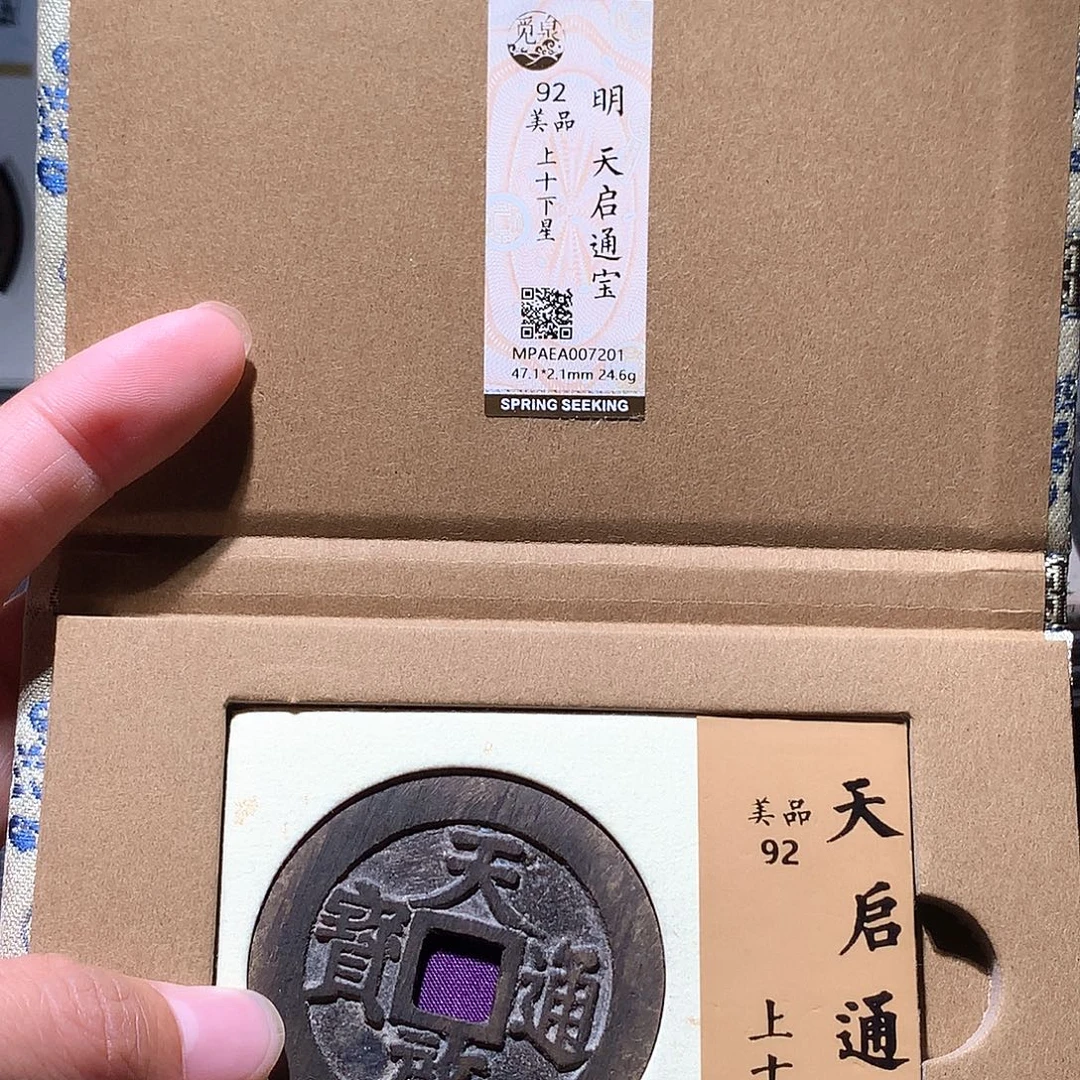 觅泉
明 天启通宝
92
美品
上十下星
MPAEA007201
47.1*2.1mm 24.6g
SPRING SEEKING
天启通
美品
92
上十
天
通
寶